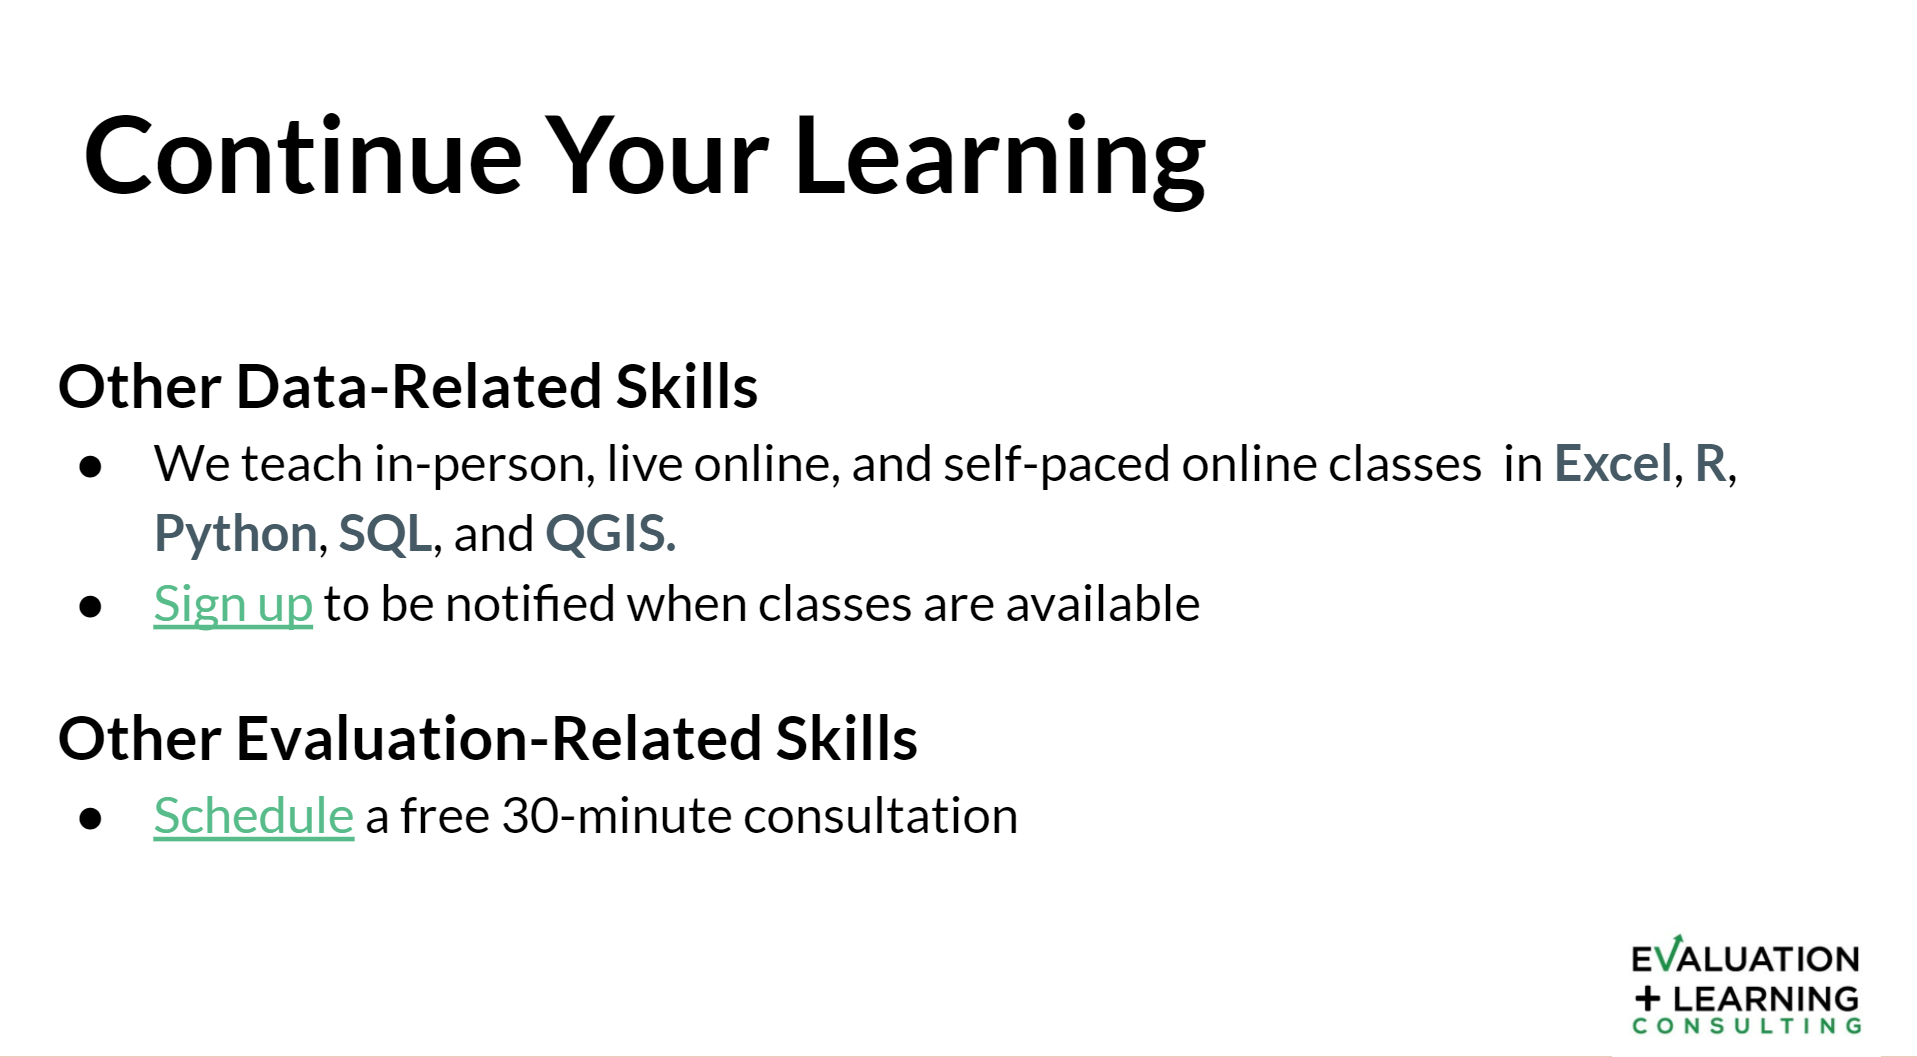 Continue Your Learning
Other Data-Related Skills
● We teach in-person, live online, and self-paced online classes  in Excel, R,
Python, SQL, and QGIS.
● Sign up to be notified when classes are available
Other Evaluation-Related Skills
● Schedule a free 30-minute consultation
EVALUATION
+ LEARNING
CONSULTING